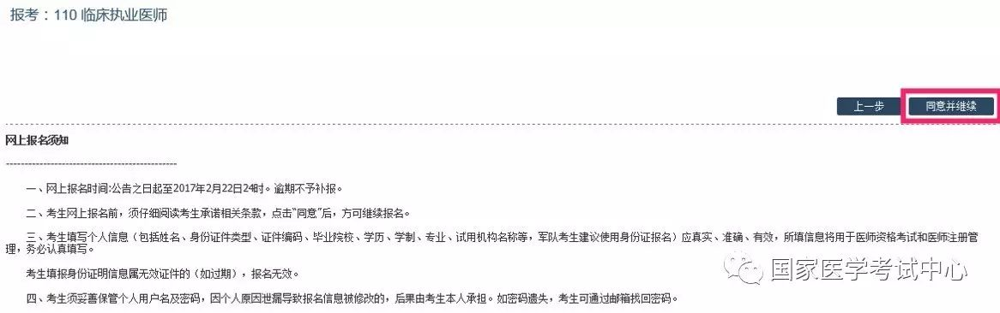 报考：110 临床执业医师
上一步
同意并继续
网上报名须知
----------------------------------------------
一、网上报名时间:公告之日起至2017年2月22日24时。逾期不予补报。
二、考生网上报名前，须仔细阅读考生承诺相关条款，点击“同意”后，方可继续报名。
三、考生填写个人信息（包括姓名、身份证件类型、证件编码、毕业院校、学历、学制、专业、试用机构名称等，军队考生建议使用身份证报名）应真实、准确、有效，所填信息将用于医师资格考试和医师注册管
理，务必认真填写。
考生填报身份证明信息属无效证件的（如过期），报名无效。
四、考生须妥善保管个人用户名及密码，因个人原因泄漏导致报名信息被修改的，后果由考生本人承担。如密码遗失，考生可通过邮箱找回密码。
国家医学考试中心